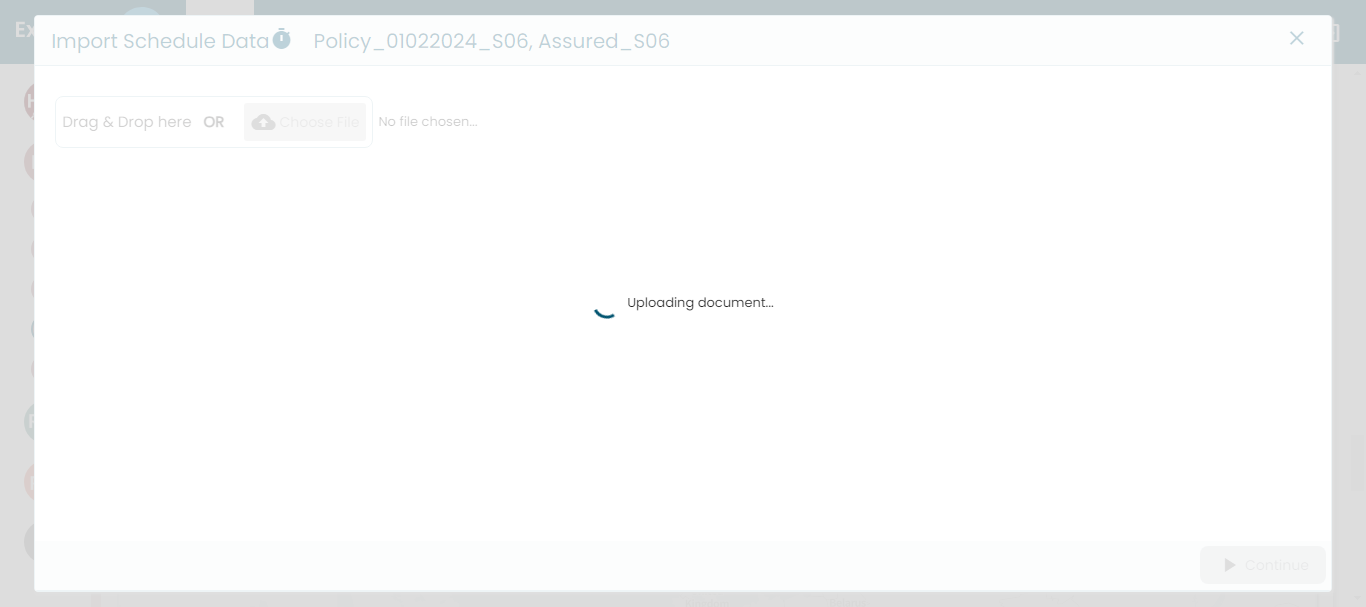 Import Schedule Data Policy_01022024_S06, Assured_S06
Drag & Drop here OR Choose File No file chosen...
Uploading document...
Continue